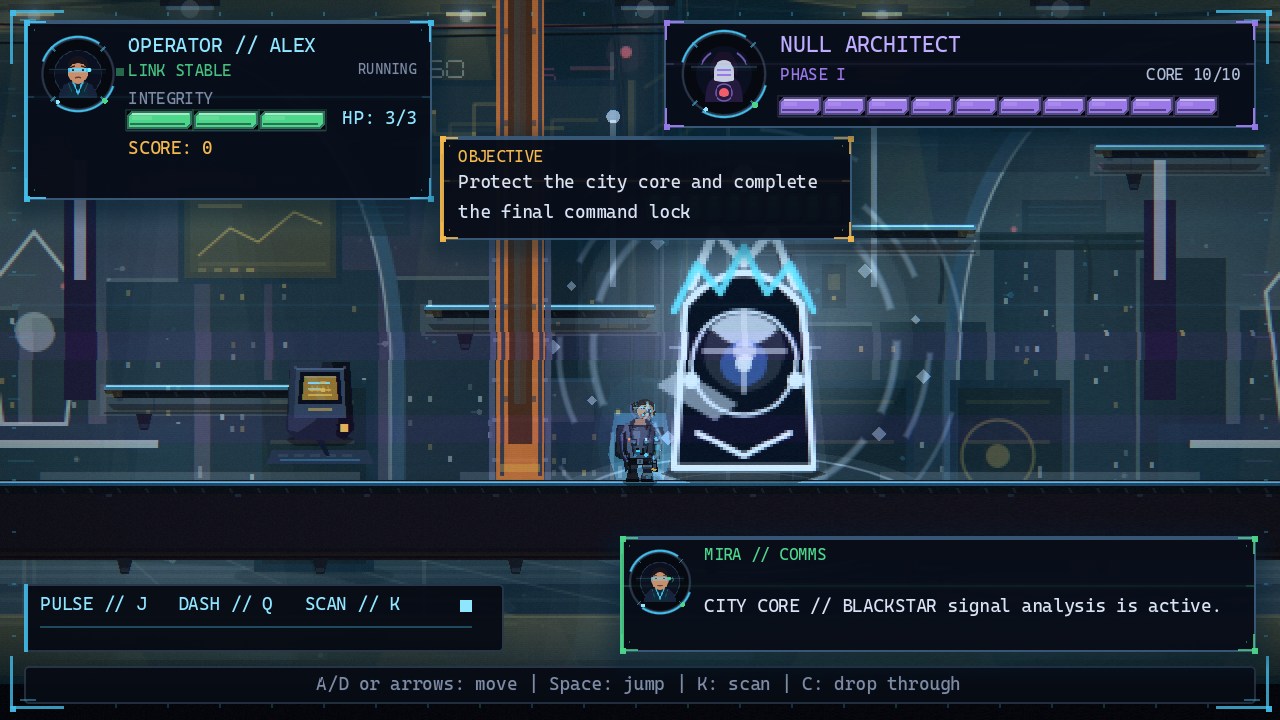 OPERATOR // ALEX
LINK STABLE
RUNNING
INTEGRITY
HP: 3/3
SCORE: 0
NULL ARCHITECT
PHASE I
CORE 10/10
OBJECTIVE
Protect the city core and complete
the final command lock
MIRA // COMMS
CITY CORE // BLACKSTAR signal analysis is active.
PULSE // J DASH // Q SCAN // K
A/D or arrows: move | Space: jump | K: scan | C: drop through